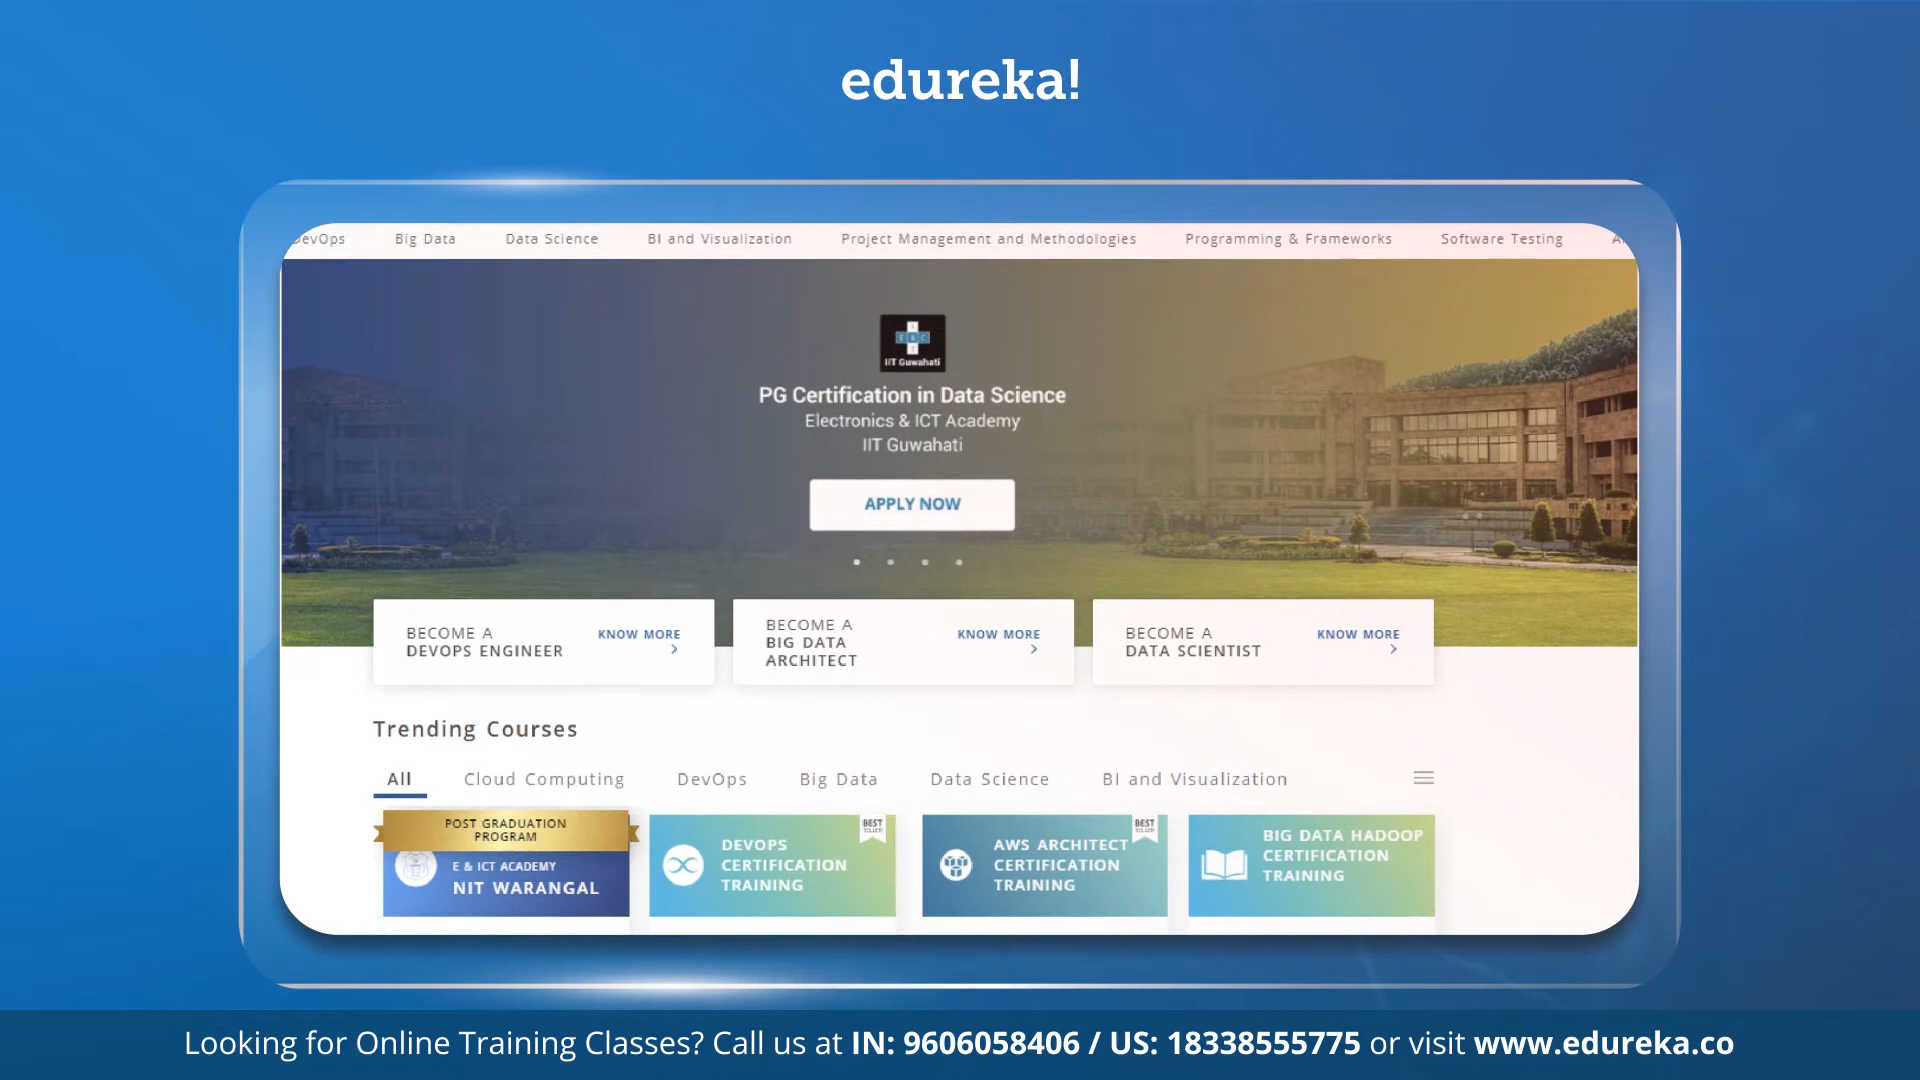 edureka!
DevOps Big Data Data Science BI and Visualization Project Management and Methodologies Programming & Frameworks Software Testing
E & C
IIT Guwahati
PG Certification in Data Science
Electronics & ICT Academy
IIT Guwahati
APPLY NOW
BECOME A
DEVOPS ENGINEER
KNOW MORE
BECOME A
BIG DATA
ARCHITECT
KNOW MORE
BECOME A
DATA SCIENTIST
KNOW MORE
Trending Courses
All Cloud Computing DevOps Big Data Data Science BI and Visualization
POST GRADUATION
PROGRAM
E & ICT ACADEMY
NIT WARANGAL
BEST
SELLER
DEVOPS
CERTIFICATION
TRAINING
BEST
SELLER
AWS ARCHITECT
CERTIFICATION
TRAINING
BIG DATA HADOOP
CERTIFICATION
TRAINING
Looking for Online Training Classes? Call us at IN: 9606058406 / US: 18338555775 or visit www.edureka.co